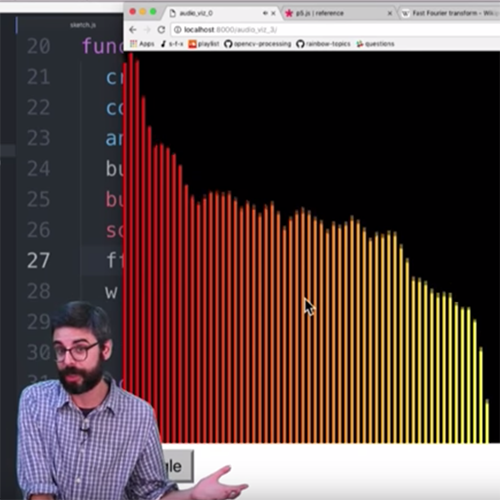 sketch.js
audio_viz_0
p5.js | reference
Fast Fourier transform - Wiki
localhost:8000/audio_viz_3/
Apps
s-f-x
playlist
opencv-processing
rainbow-topics
questions
20 func
21 cr
22
23 an
24 bu
25 bu
26 so
27 ff
28 w
29
30
gle